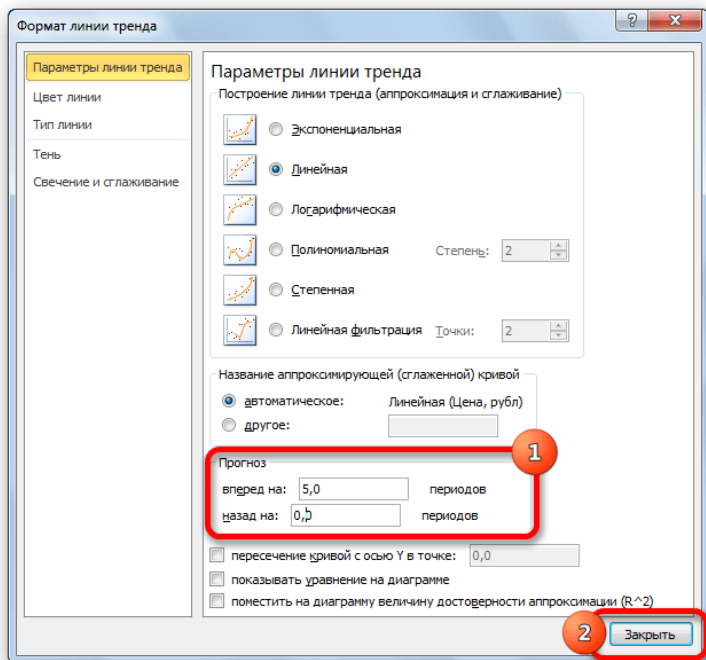 Формат линии тренда
Параметры линии тренда
Цвет линии
Тип линии
Тень
Свечение и сглаживание
Параметры линии тренда
Построение линии тренда (аппроксимация и сглаживание)
Экспоненциальная
Линейная
Логарифмическая
Полиномиальная Степень: 2
Степенная
Линейная фильтрация Точки: 2
Название аппроксимирующей (сглаженной) кривой
автоматическое: Линейная (Цена, рубл)
другое:
1
Прогноз
вперед на: 5,0 периодов
назад на: 0,0 периодов
пересечение кривой с осью Y в точке: 0,0
показывать уравнение на диаграмме
поместить на диаграмму величину достоверности аппроксимации (R^2)
2 Закрыть